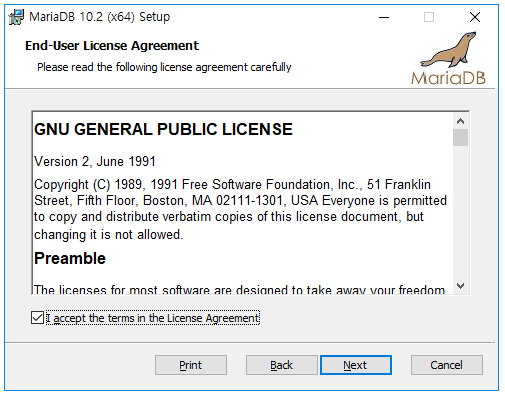 MariaDB 10.2 (x64) Setup
End-User License Agreement
Please read the following license agreement carefully
MariaDB
GNU GENERAL PUBLIC LICENSE
Version 2, June 1991
Copyright (C) 1989, 1991 Free Software Foundation, Inc., 51 Franklin
Street, Fifth Floor, Boston, MA 02111-1301, USA Everyone is permitted
to copy and distribute verbatim copies of this license document, but
changing it is not allowed.
Preamble
The licenses for most software are designed to take away your freedom
I accept the terms in the License Agreement
Print Back Next Cancel